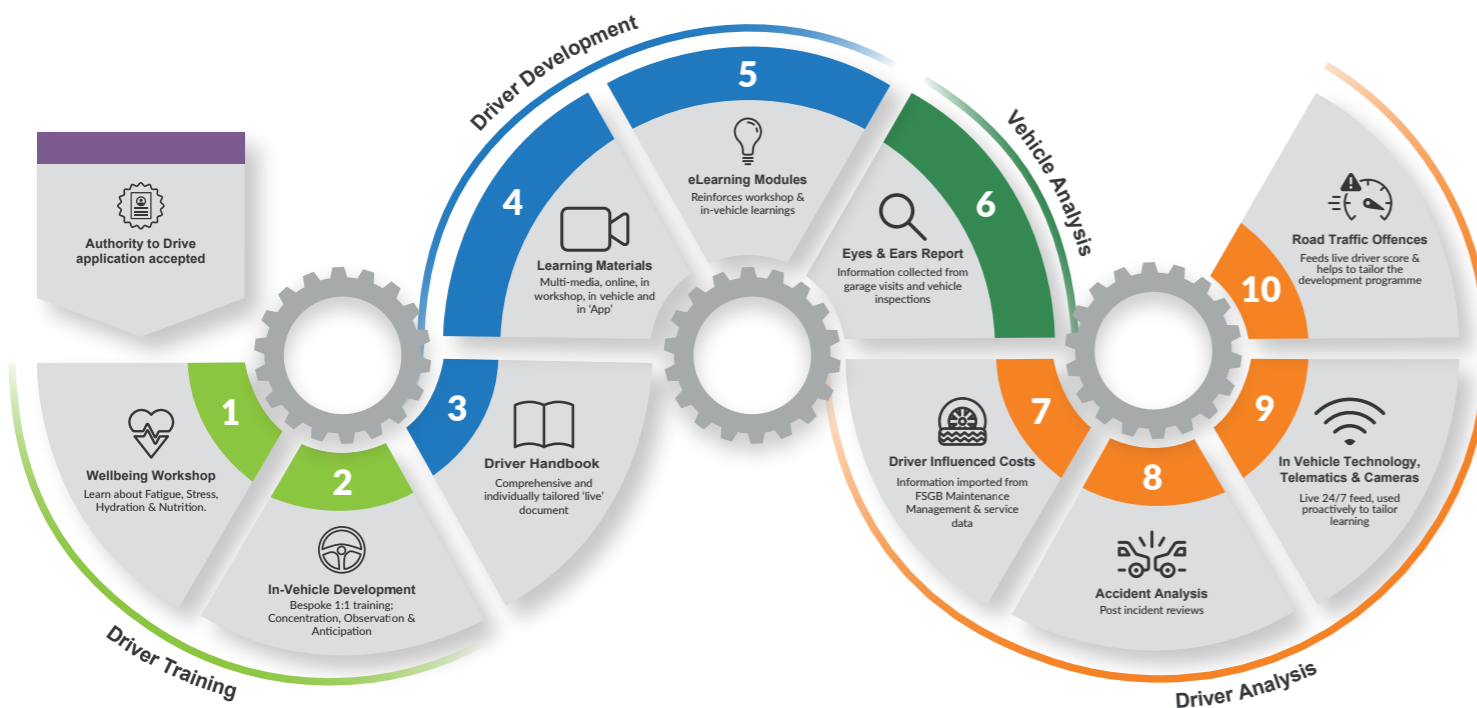 Authority to Drive
application accepted
Driver Training
1
Wellbeing Workshop
Learn about Fatigue, Stress,
Hydration & Nutrition.
2
In-Vehicle Development
Bespoke 1:1 training;
Concentration, Observation &
Anticipation
Driver Development
3
Driver Handbook
Comprehensive and
individually tailored ‘live’
document
4
Learning Materials
Multi-media, online, in
workshop, in vehicle and
in ‘App’
5
eLearning Modules
Reinforces workshop &
in-vehicle learnings
Vehicle Analysis
6
Eyes & Ears Report
Information collected from
garage visits and vehicle
inspections
Driver Analysis
7
Driver Influenced Costs
Information imported from
FSGB Maintenance
Management & service
data
8
Accident Analysis
Post incident reviews
9
In Vehicle Technology,
Telematics & Cameras
Live 24/7 feed, used
proactively to tailor
learning
10
Road Traffic Offences
Feeds live driver score &
helps to tailor the
development programme